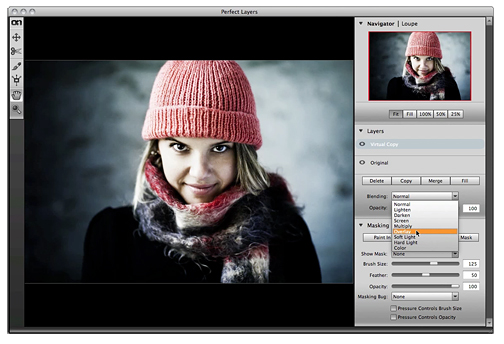 Perfect Layers
on
Navigator | Loupe
Fit Fill 100% 50% 25%
Layers
Virtual Copy
Original
Delete Copy Merge Fill
Blending: Normal
Normal
Lighten
Darken
Screen
Multiply
Overlay
Soft Light
Hard Light
Color
Opacity: 100
Masking
Paint In Mask
Show Mask: None
Brush Size: 125
Feather: 50
Opacity: 100
Masking Bug: None
Pressure Controls Brush Size
Pressure Controls Opacity